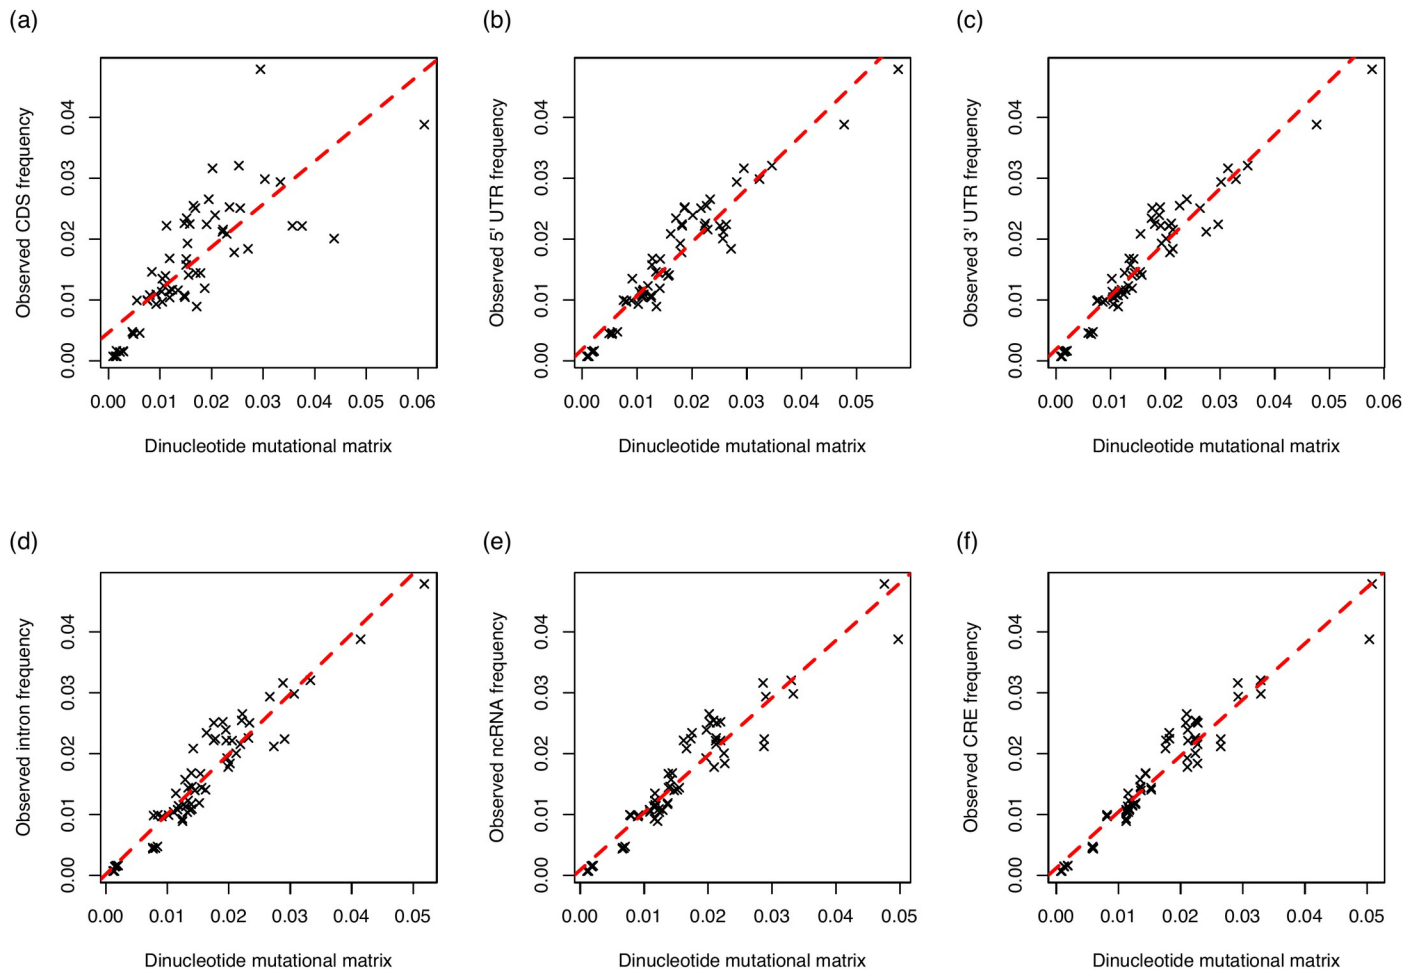 (a)
(b)
(c)
Observed CDS frequency
0.00 0.01 0.02 0.03 0.04
0.00 0.01 0.02 0.03 0.04 0.05 0.06
Dinucleotide mutational matrix
Observed 5' UTR frequency
0.00 0.01 0.02 0.03 0.04
0.00 0.01 0.02 0.03 0.04 0.05
Dinucleotide mutational matrix
Observed 3' UTR frequency
0.00 0.01 0.02 0.03 0.04
0.00 0.01 0.02 0.03 0.04 0.05 0.06
Dinucleotide mutational matrix
(d)
(e)
(f)
Observed intron frequency
0.00 0.01 0.02 0.03 0.04
0.00 0.01 0.02 0.03 0.04 0.05
Dinucleotide mutational matrix
Observed ncRNA frequency
0.00 0.01 0.02 0.03 0.04
0.00 0.01 0.02 0.03 0.04 0.05
Dinucleotide mutational matrix
Observed CRE frequency
0.00 0.01 0.02 0.03 0.04
0.00 0.01 0.02 0.03 0.04 0.05
Dinucleotide mutational matrix